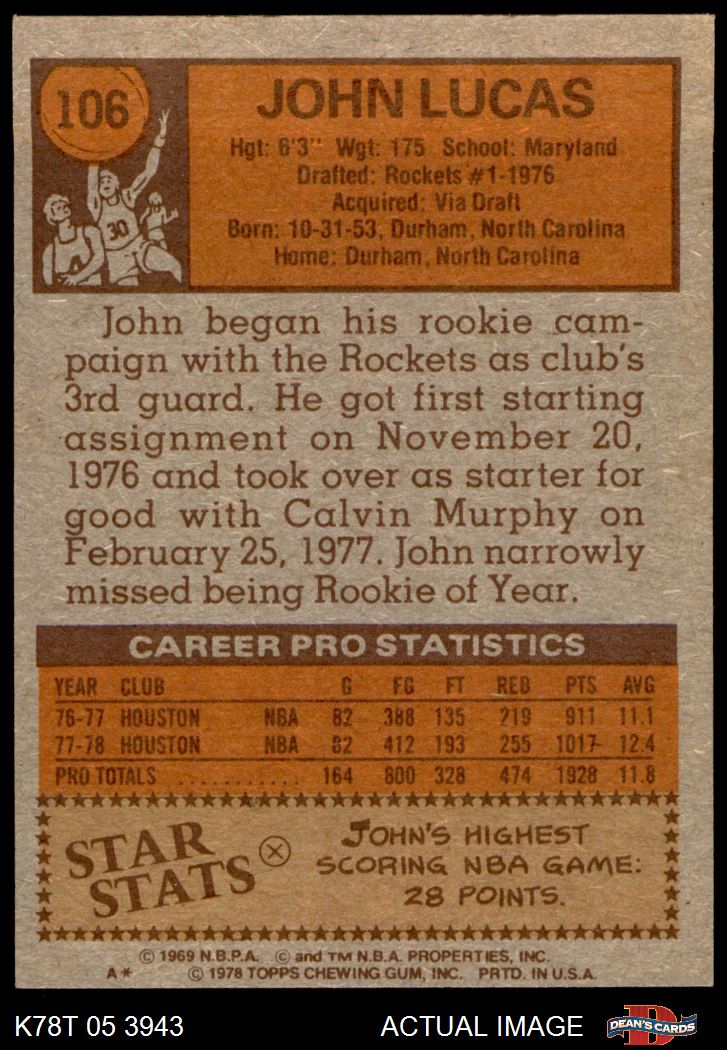 106
JOHN LUCAS
Hgt: 6'3" Wgt: 175 School: Maryland
Drafted: Rockets #1-1976
Acquired: Via Draft
Born: 10-31-53, Durham, North Carolina
Home: Durham, North Carolina
30
John began his rookie cam-
paign with the Rockets as club's
3rd guard. He got first starting
assignment on November 20,
1976 and took over as starter for
good with Calvin Murphy on
February 25, 1977. John narrowly
missed being Rookie of Year.
CAREER PRO STATISTICS
YEAR CLUB G FG FT REB PTS AVG
76-77 HOUSTON NBA 82 388 135 219 911 11.1
77-78 HOUSTON NBA 82 412 193 255 1017 12.4
PRO TOTALS ........... 164 800 328 474 1928 11.8
STAR STATS
JOHN'S HIGHEST
SCORING NBA GAME:
28 POINTS.
© 1969 N.B.P.A. © and TM N.B.A. PROPERTIES, INC.
A* © 1978 TOPPS CHEWING GUM, INC. PRTD. IN U.S.A.
K78T 05 3943 ACTUAL IMAGE DEAN'S CARDS